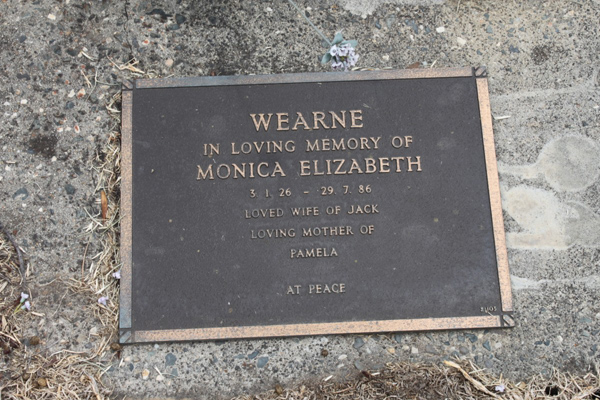 WEARNE
IN LOVING MEMORY OF
MONICA ELIZABETH
3. 1. 26 - 29. 7. 86
LOVED WIFE OF JACK
LOVING MOTHER OF
PAMELA
AT PEACE